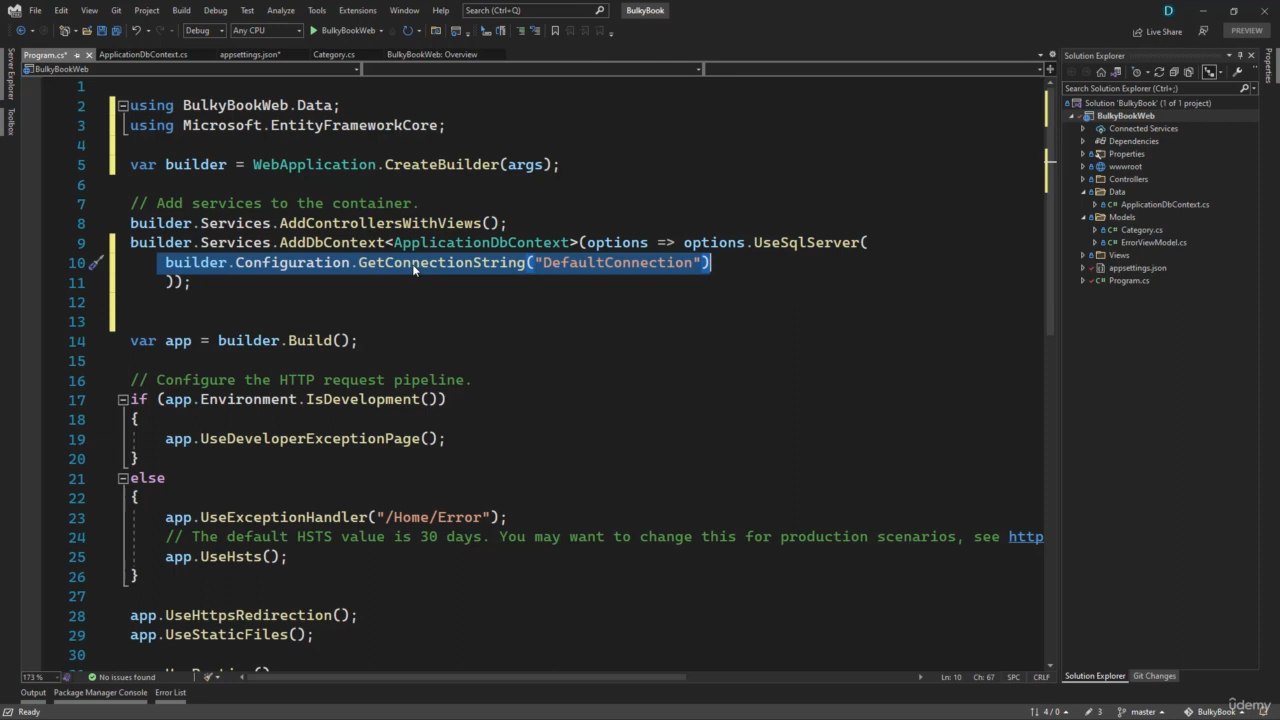 File Edit View Git Project Build Debug Test Analyze Tools Extensions Window Help Search (Ctrl+Q) BulkyBook D
Debug Any CPU BulkyBookWeb Live Share PREVIEW
Program.cs* ApplicationDbContext.cs appsettings.json* Category.cs BulkyBookWeb: Overview
BulkyBookWeb
Server Explorer
Toolbox
1
2 using BulkyBookWeb.Data;
3 using Microsoft.EntityFrameworkCore;
4
5 var builder = WebApplication.CreateBuilder(args);
6
7 // Add services to the container.
8 builder.Services.AddControllersWithViews();
9 builder.Services.AddDbContext<ApplicationDbContext>(options => options.UseSqlServer(
10 builder.Configuration.GetConnectionString("DefaultConnection")
11 ));
12
13
14 var app = builder.Build();
15
16 // Configure the HTTP request pipeline.
17 if (app.Environment.IsDevelopment())
18 {
19 app.UseDeveloperExceptionPage();
20 }
21 else
22 {
23 app.UseExceptionHandler("/Home/Error");
24 // The default HSTS value is 30 days. You may want to change this for production scenarios, see http
25 app.UseHsts();
26 }
27
28 app.UseHttpsRedirection();
29 app.UseStaticFiles();
30
173 % No issues found Ln: 10 Ch: 67 SPC CRLF
Solution Explorer
Search Solution Explorer (Ctrl+;)
Solution 'BulkyBook' (1 of 1 project)
BulkyBookWeb
Connected Services
Dependencies
Properties
wwwroot
Controllers
Data
ApplicationDbContext.cs
Models
Category.cs
ErrorViewModel.cs
Views
appsettings.json
Program.cs
Solution Explorer Git Changes
Properties
Output Package Manager Console Error List
Ready 4 / 0 3 master BulkyBook
udemy